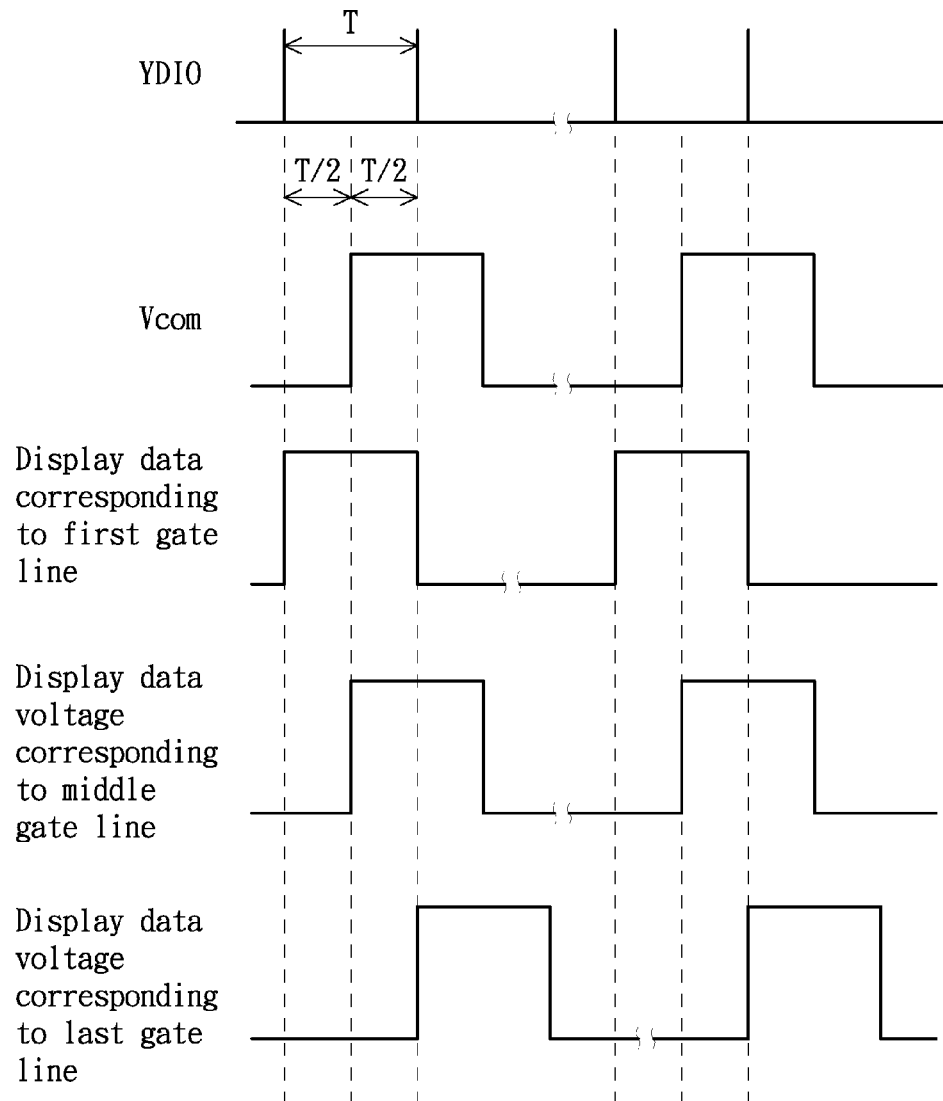 T
YDIO
T/2 T/2
Vcom
Display data
corresponding
to first gate
line
Display data
voltage
corresponding
to middle
gate line
Display data
voltage
corresponding
to last gate
line